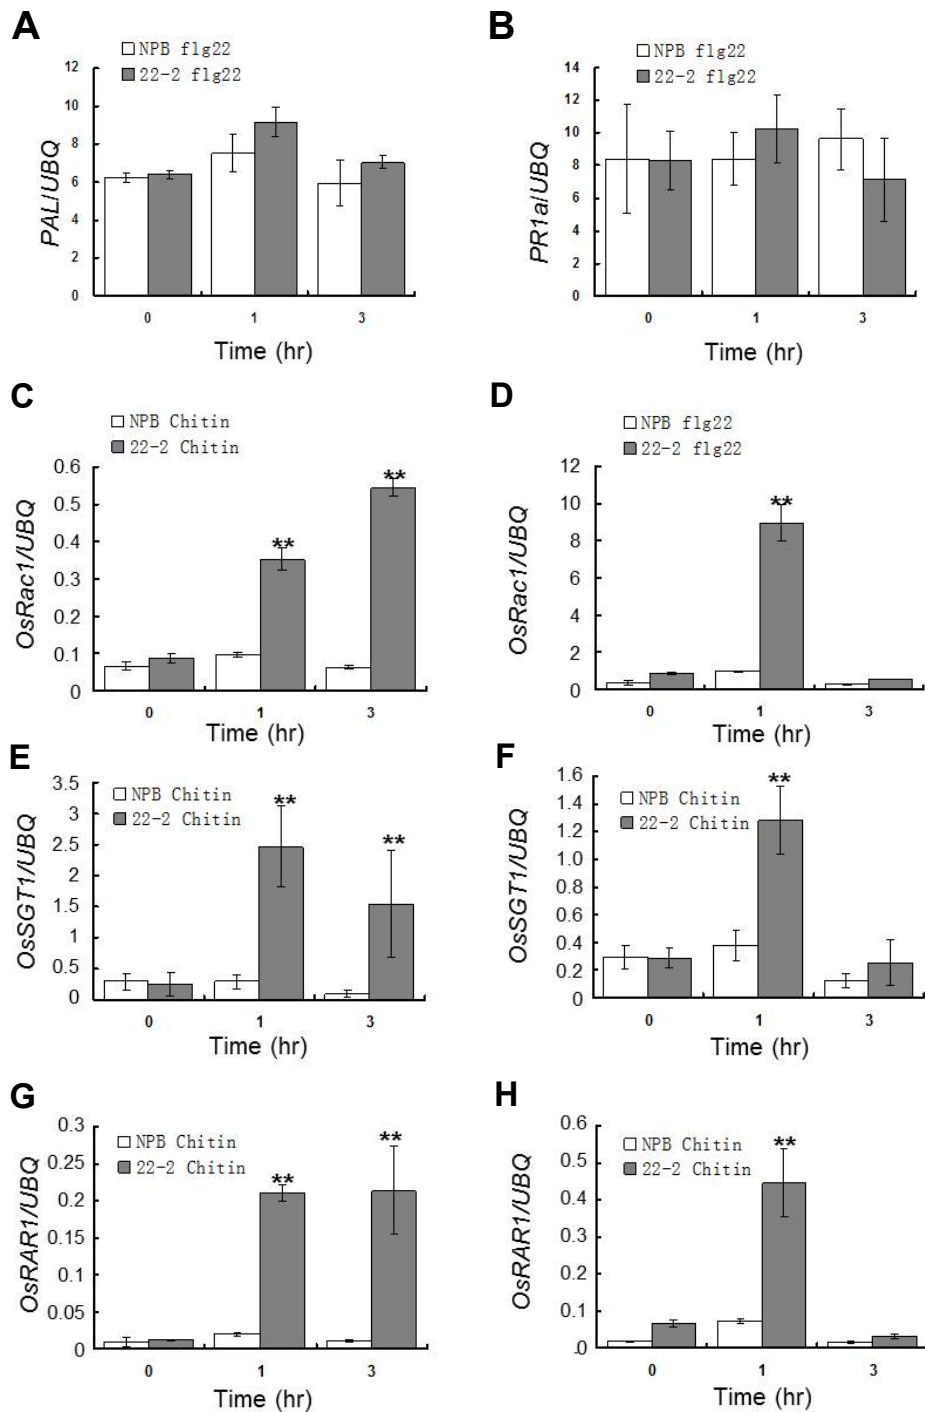 A
NPB flg22
22-2 flg22
12
10
8
6
4
2
0
PAL/UBQ
0 1 3
Time (hr)
B
NPB flg22
22-2 flg22
14
12
10
8
6
4
2
0
PR1a/UBQ
0 1 3
Time (hr)
C
NPB Chitin
22-2 Chitin
0.6
0.5
0.4
0.3
0.2
0.1
0
OsRac1/UBQ
** **
0 1 3
Time (hr)
D
NPB flg22
22-2 flg22
12
10
8
6
4
2
0
OsRac1/UBQ
**
0 1 3
Time (hr)
E
NPB Chitin
22-2 Chitin
3.5
3
2.5
2
1.5
1
0.5
0
OsSGT1/UBQ
** **
0 1 3
Time (hr)
F
NPB Chitin
22-2 Chitin
1.6
1.4
1.2
1.0
0.8
0.6
0.4
0.2
0
OsSGT1/UBQ
**
0 1 3
Time (hr)
G
NPB Chitin
22-2 Chitin
0.3
0.25
0.2
0.15
0.1
0.05
0
OsRAR1/UBQ
** **
0 1 3
Time (hr)
H
NPB Chitin
22-2 Chitin
0.6
0.5
0.4
0.3
0.2
0.1
.0
OsRAR1/UBQ
**
0 1 3
Time (hr)